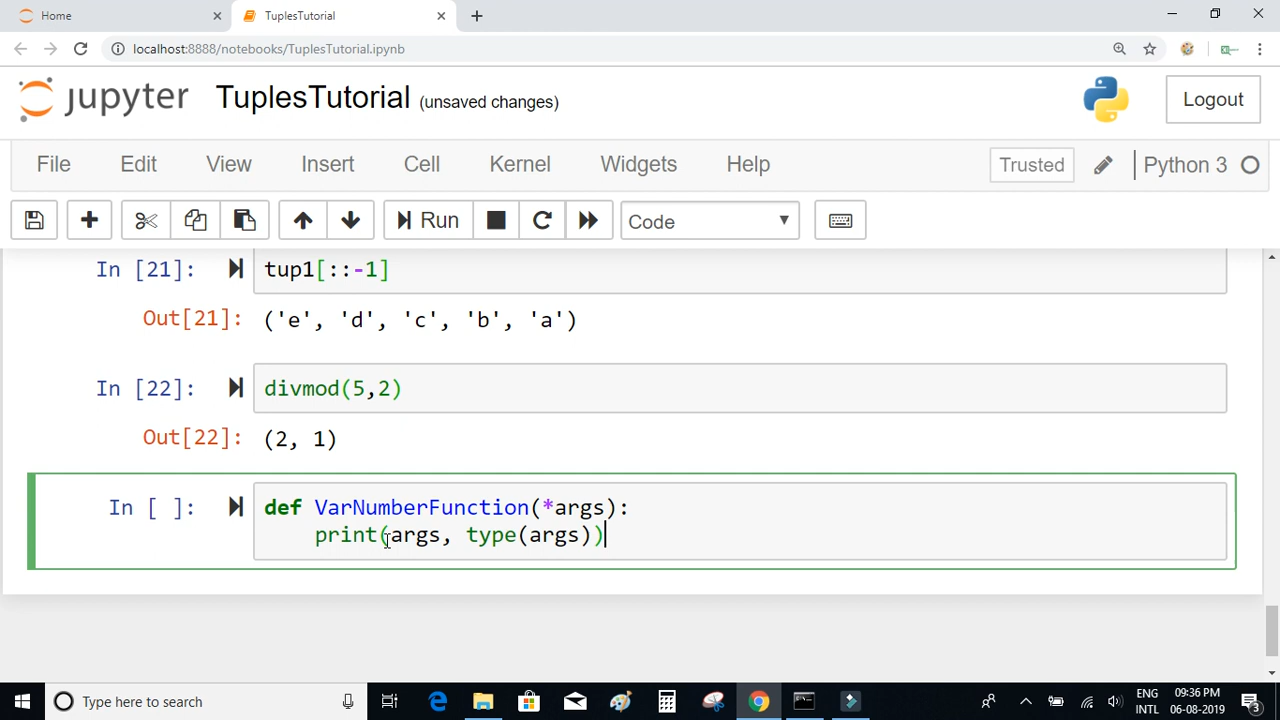 Home
TuplesTutorial
localhost:8888/notebooks/TuplesTutorial.ipynb
jupyter TuplesTutorial (unsaved changes)
Logout
File Edit View Insert Cell Kernel Widgets Help
Trusted
Python 3
Run
Code
In [21]: tup1[::-1]
Out[21]: ('e', 'd', 'c', 'b', 'a')
In [22]: divmod(5,2)
Out[22]: (2, 1)
In [ ]: def VarNumberFunction(*args):
print(args, type(args))
Type here to search
ENG
INTL
09:36 PM
06-08-2019
3